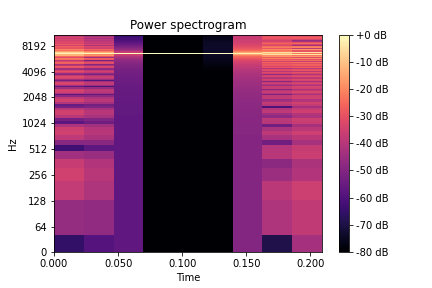 Power spectrogram
8192
4096
2048
1024
512
256
128
64
0
Hz
0.000 0.050 0.100 0.150 0.200
Time
+0 dB
-10 dB
-20 dB
-30 dB
-40 dB
-50 dB
-60 dB
-70 dB
-80 dB